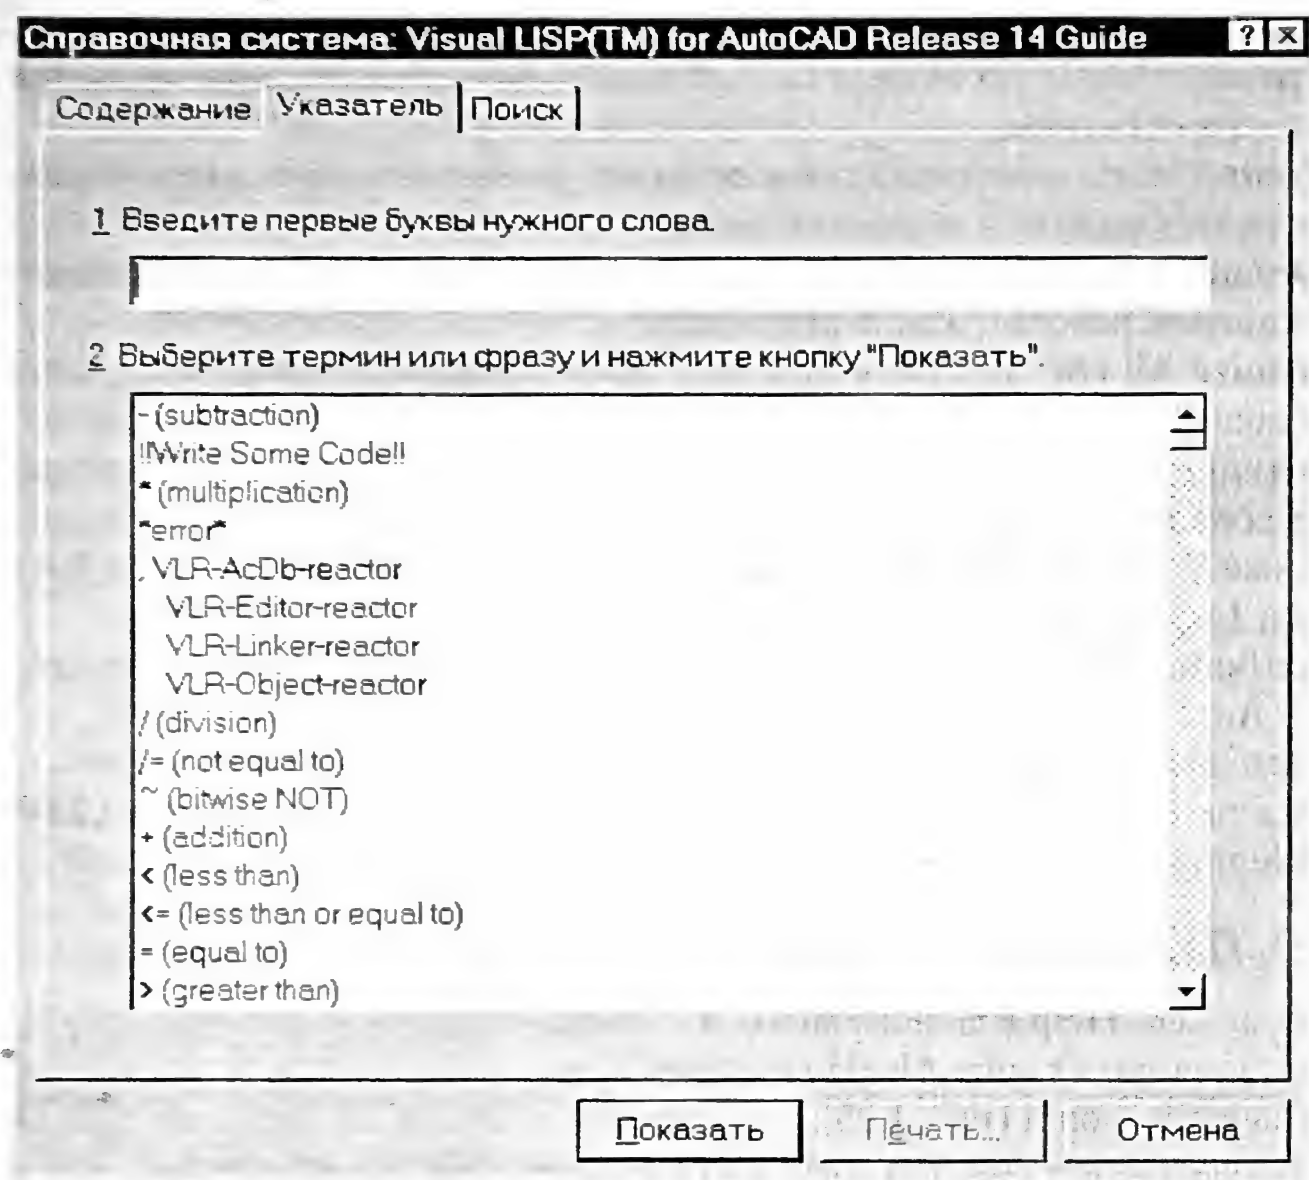 Справочная система: Visual LISP(TM) for AutoCAD Release 14 Guide
Содержание Указатель Поиск
1 Введите первые буквы нужного слова.
2 Выберите термин или фразу и нажмите кнопку "Показать".
- (subtraction)
!!Write Some Code!!
* (multiplication)
*error*
, VLR-AcDb-reactor
VLR-Editor-reactor
VLR-Linker-reactor
VLR-Object-reactor
/ (division)
/= (not equal to)
~ (bitwise NOT)
+ (addition)
< (less than)
<= (less than or equal to)
= (equal to)
> (greater than)
Показать Печать... Отмена